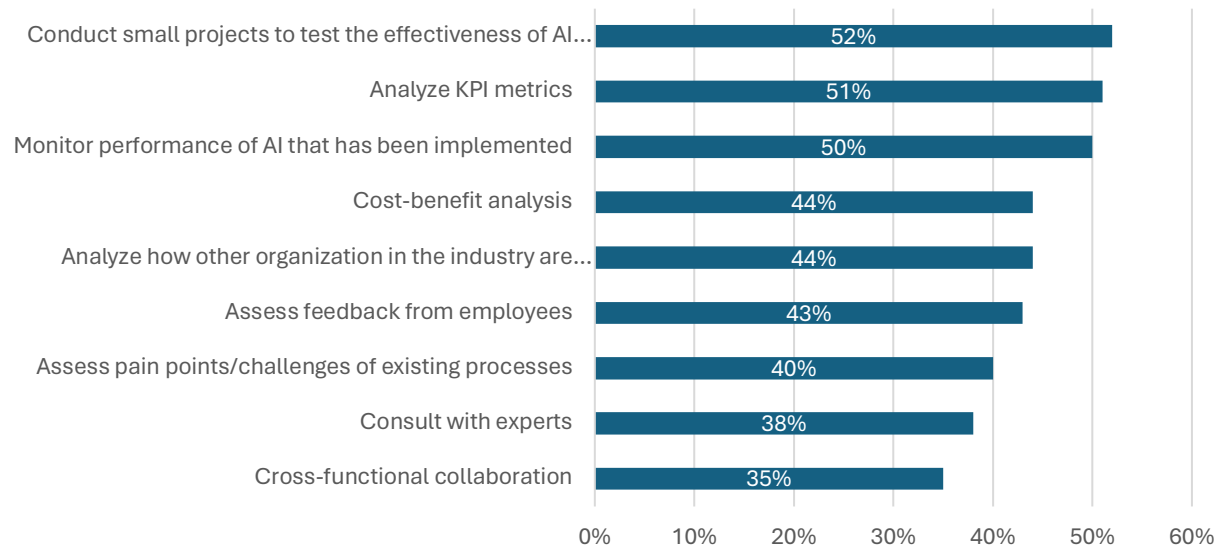 Conduct small projects to test the effectiveness of AI... 52%
Analyze KPI metrics 51%
Monitor performance of AI that has been implemented 50%
Cost-benefit analysis 44%
Analyze how other organization in the industry are... 44%
Assess feedback from employees 43%
Assess pain points/challenges of existing processes 40%
Consult with experts 38%
Cross-functional collaboration 35%
0% 10% 20% 30% 40% 50% 60%